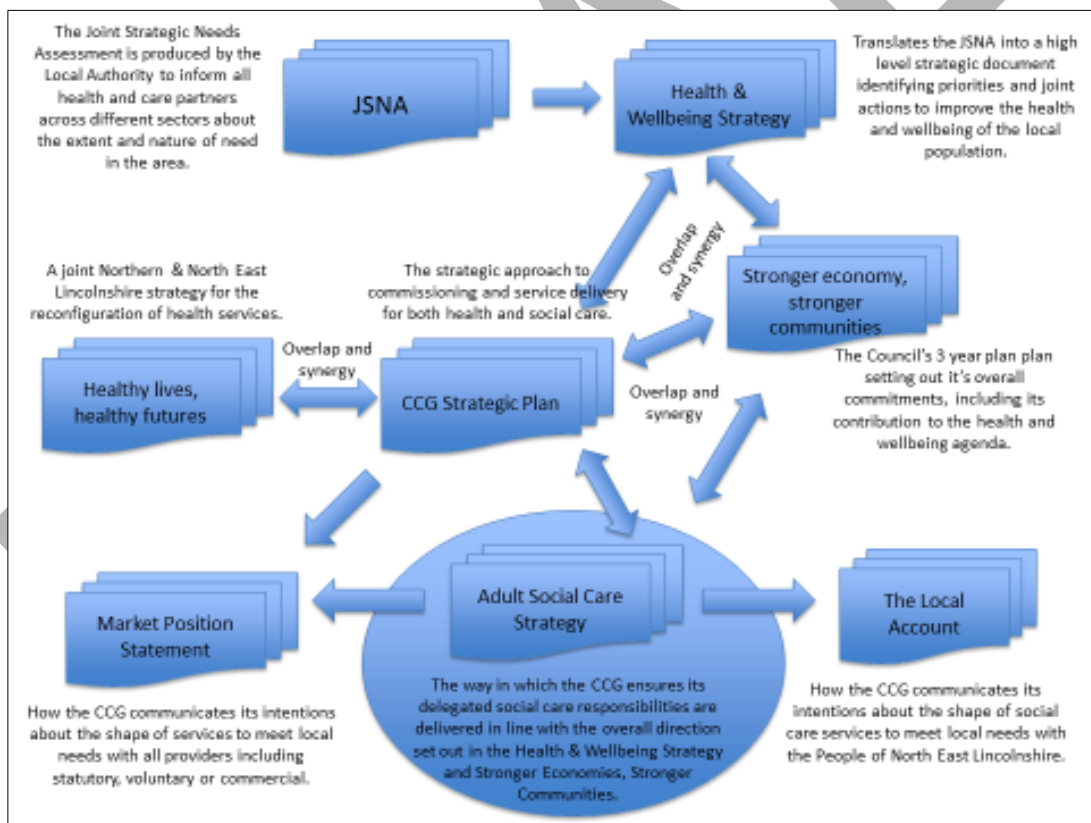 The Joint Strategic Needs
Assessment is produced by the
Local Authority to inform all
health and care partners
across different sectors about
the extent and nature of need
in the area.
JSNA
Health &
Wellbeing Strategy
Translates the JSNA into a high
level strategic document
identifying priorities and joint
actions to improve the health
and wellbeing of the local
population.
Overlap
and synergy
A joint Northern & North East
Lincolnshire strategy for the
reconfiguration of health services.
The strategic approach to
commissioning and service delivery
for both health and social care.
Stronger economy,
stronger
communities
Healthy lives,
healthy futures
Overlap and
synergy
CCG Strategic Plan
Overlap and
synergy
The Council's 3 year plan plan
setting out it's overall
commitments, including its
contribution to the health and
wellbeing agenda.
Market Position
Statement
Adult Social Care
Strategy
The Local
Account
How the CCG communicates its intentions
about the shape of services to meet local
needs with all providers including
statutory, voluntary or commercial.
The way in which the CCG ensures its
delegated social care responsibilities are
delivered in line with the overall direction
set out in the Health & Wellbeing Strategy
and Stronger Economies, Stronger
Communities.
How the CCG communicates its
intentions about the shape of social
care services to meet local needs with
the People of North East Lincolnshire.